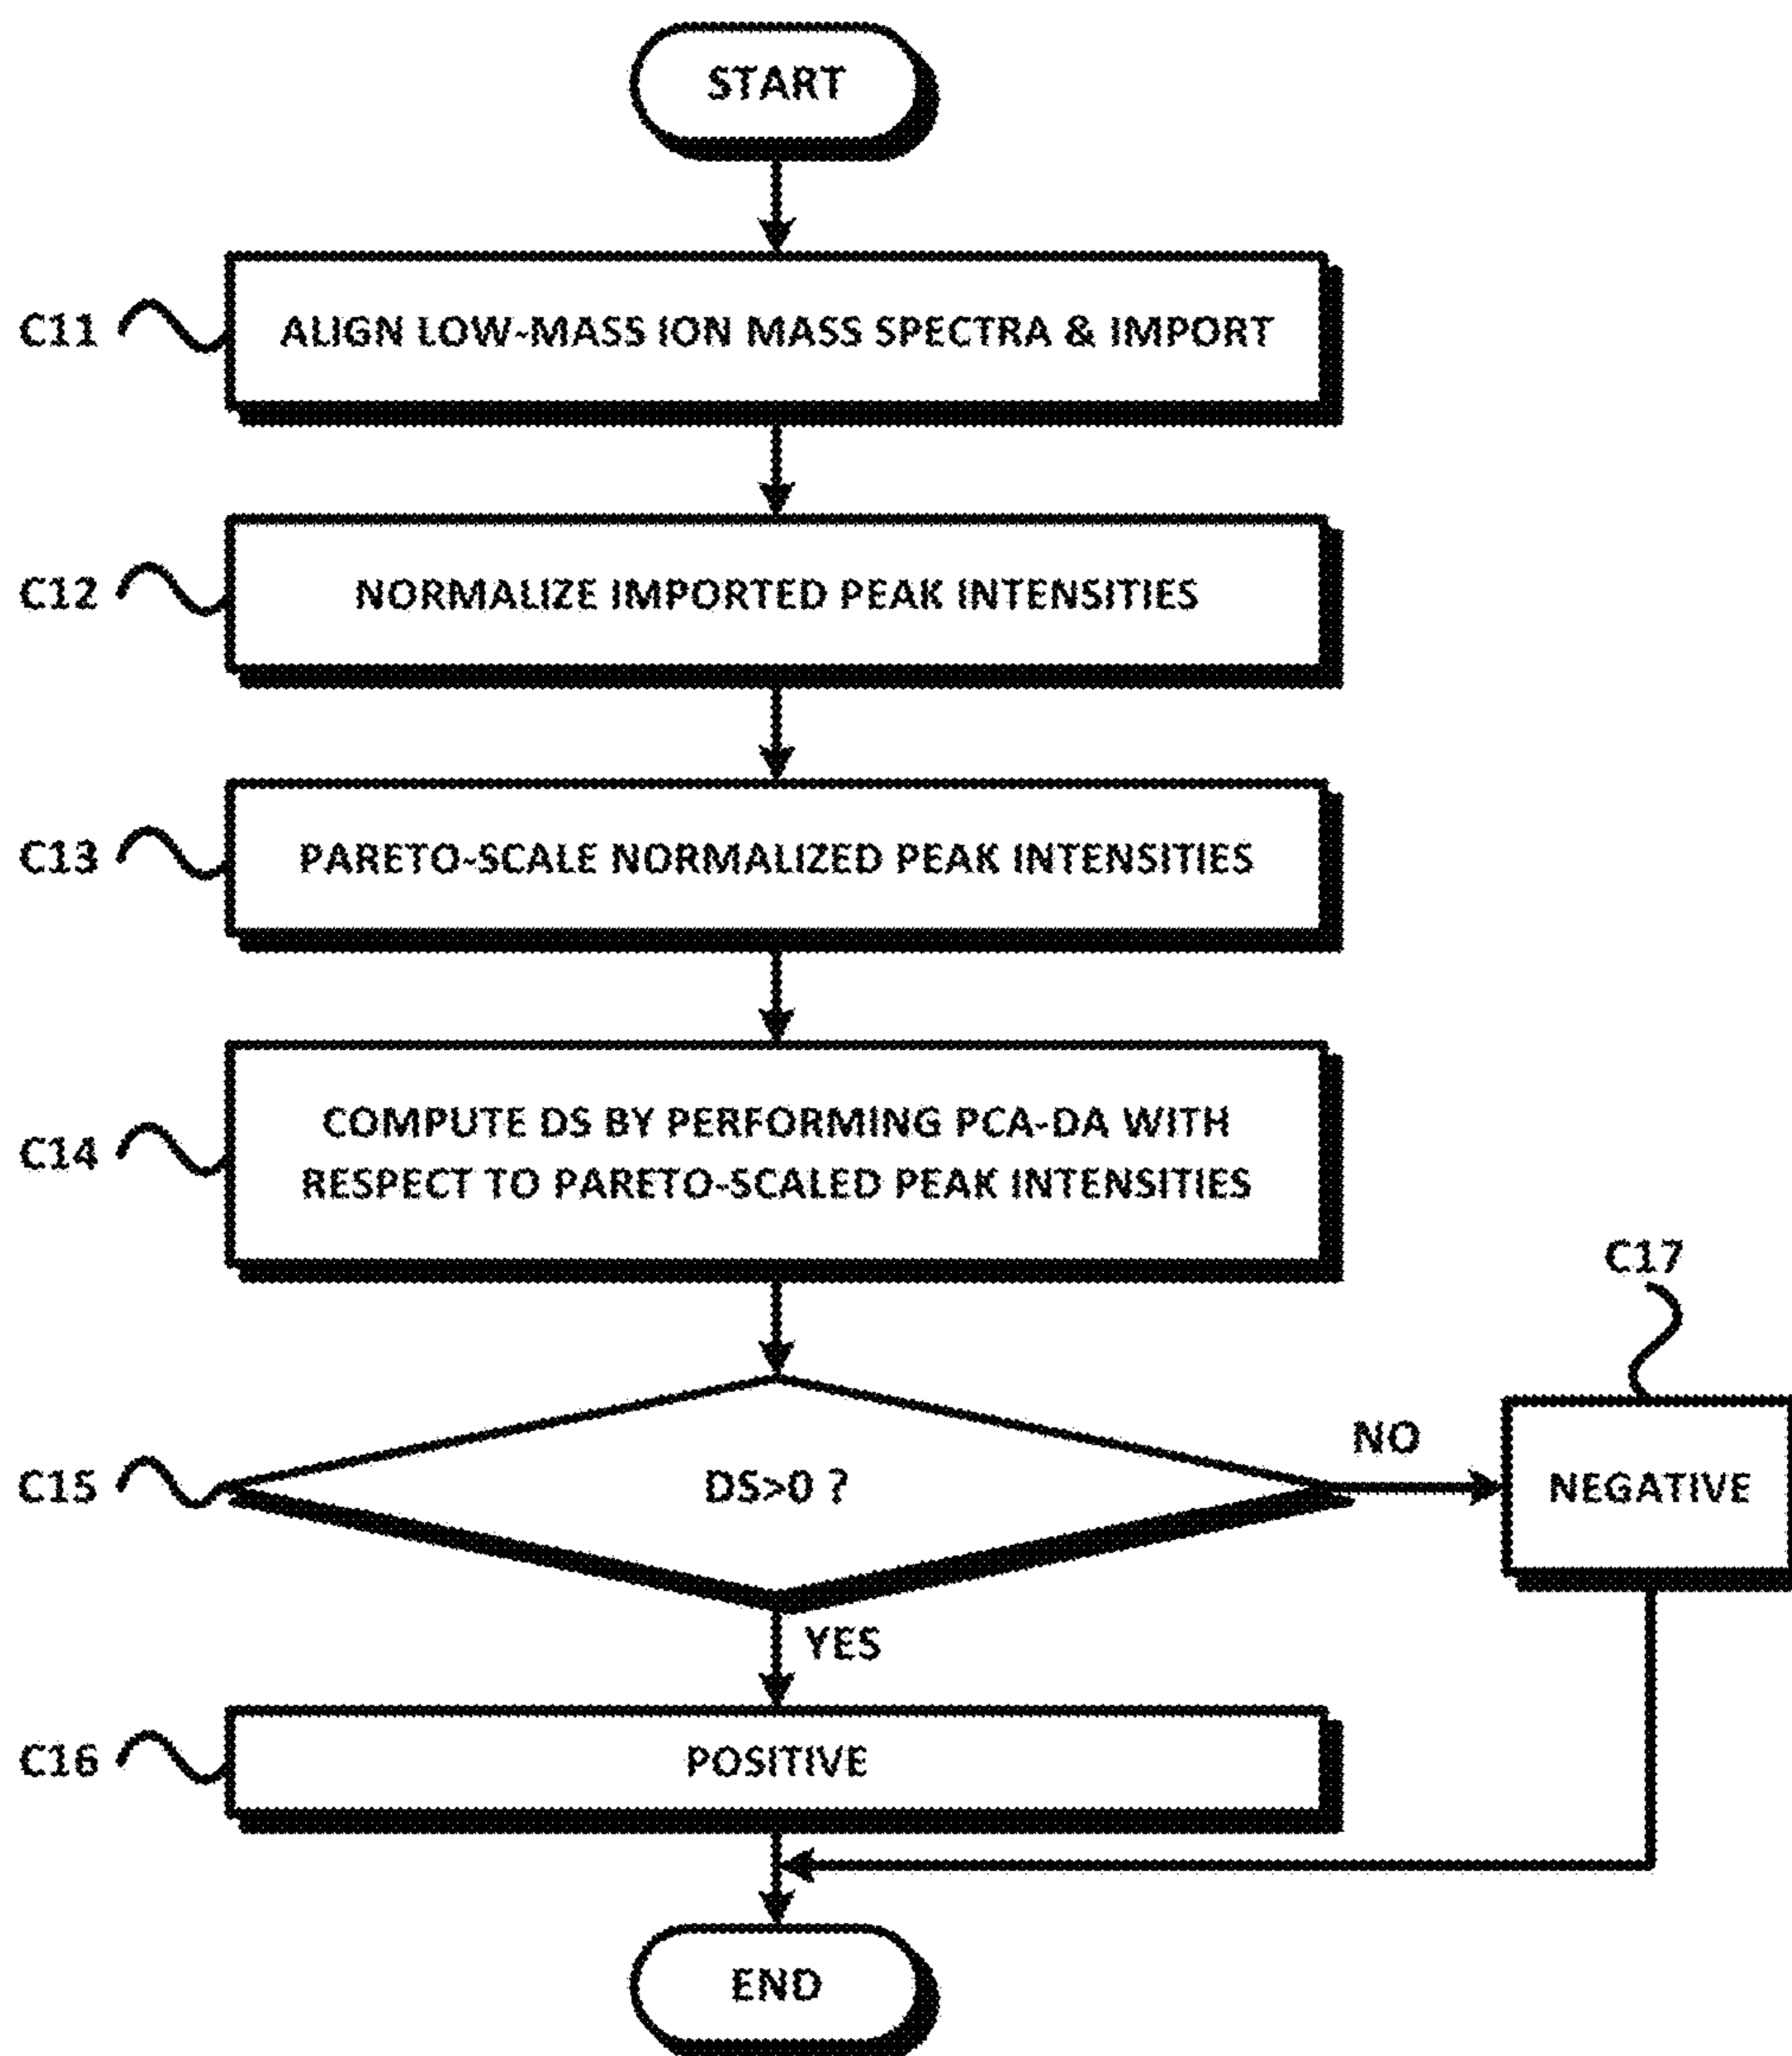 START
C11
ALIGN LOW-MASS ION MASS SPECTRA & IMPORT
C12
NORMALIZE IMPORTED PEAK INTENSITIES
C13
PARETO-SCALE NORMALIZED PEAK INTENSITIES
C14
COMPUTE DS BY PERFORMING PCA-DA WITH
RESPECT TO PARETO-SCALED PEAK INTENSITIES
C17
C15
DS>0 ?
NO
NEGATIVE
YES
C16
POSITIVE
END